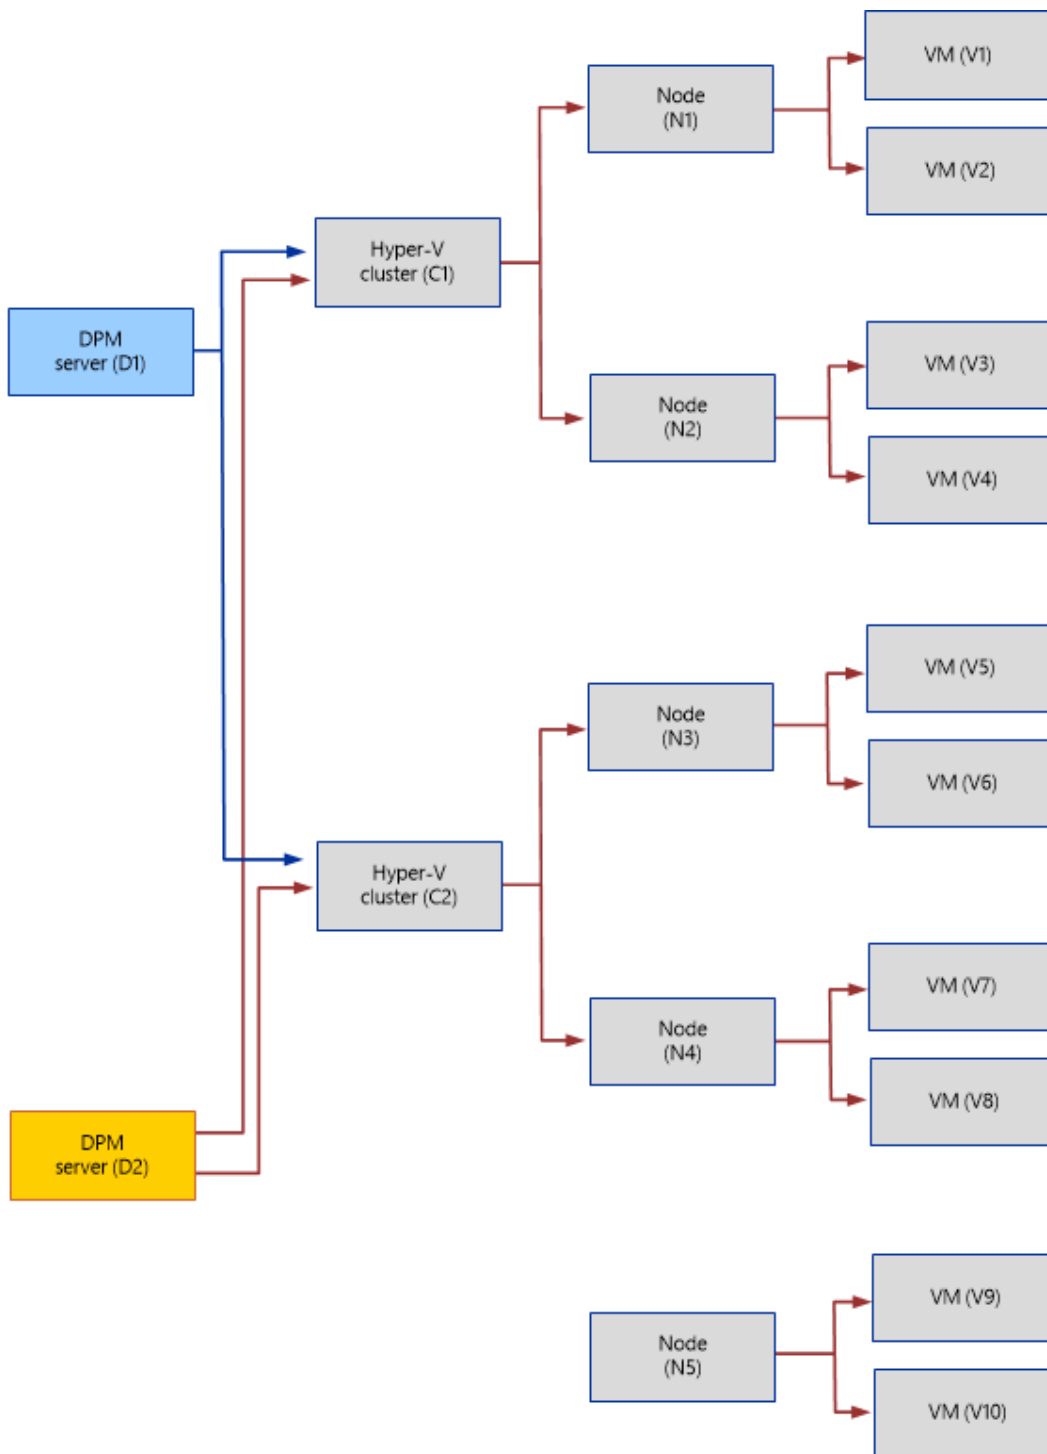 VM (V1)
Node
(N1)
VM (V2)
Hyper-V
cluster (C1)
DPM
server (D1)
VM (V3)
Node
(N2)
VM (V4)
VM (V5)
Node
(N3)
VM (V6)
Hyper-V
cluster (C2)
VM (V7)
Node
(N4)
VM (V8)
DPM
server (D2)
VM (V9)
Node
(N5)
VM (V10)